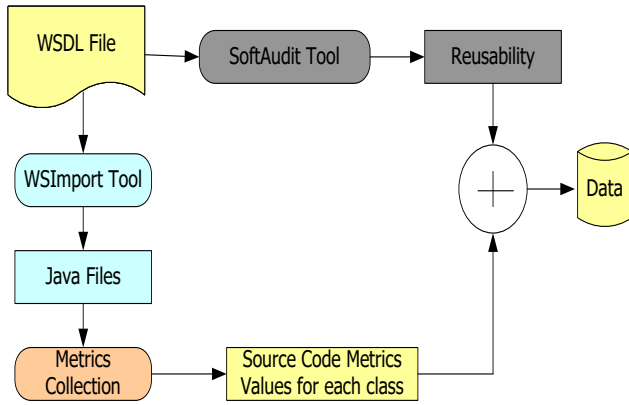 WSDL File
SoftAudit Tool
Reusability
WSImport Tool
Data
Java Files
Metrics
Collection
Source Code Metrics
Values for each class